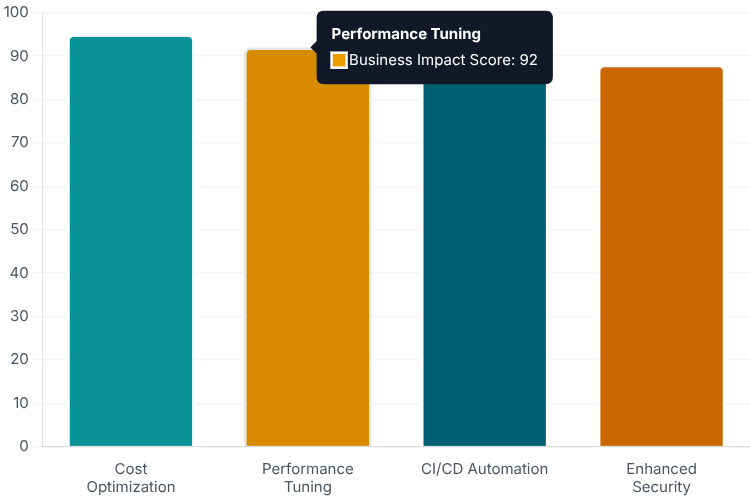 100
90
80
70
60
50
40
30
20
10
0
Performance Tuning
Business Impact Score: 92
Cost
Optimization
Performance
Tuning
CI/CD Automation
Enhanced
Security